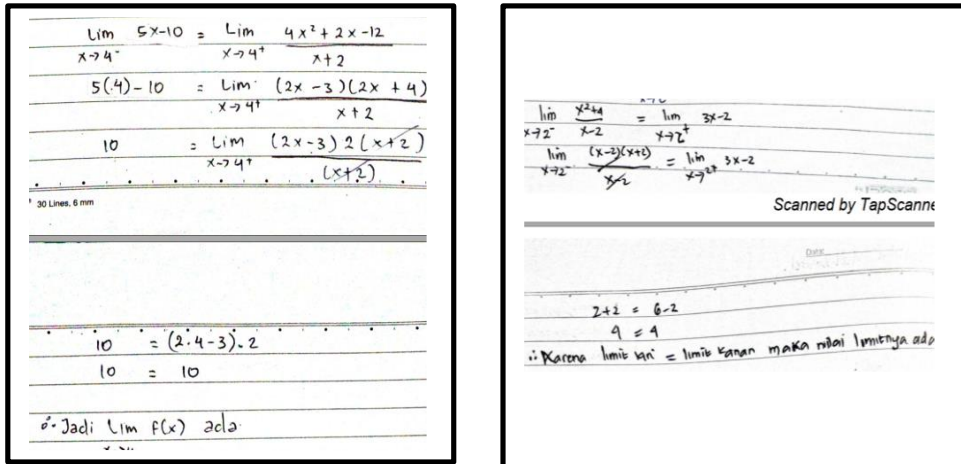 Lim 5x-10 = Lim 4x² + 2x -12
x→4⁻ x→4⁺ x+2
5(.4) - 10 = Lim (2x - 3)(2x + 4)
x→4⁺ x + 2
10 = Lim (2x-3) 2 (x+2)
x→4⁺ (x+2)
30 Lines, 6 mm
10 = (2·4-3).2
10 = 10
∴ Jadi Lim f(x) ada
lim x²+4 = lim 3x-2
x→2⁻ x-2 x→2⁺
lim (x-2)(x+2) = lim 3x-2
x→2⁻ x-2 x→2+
Scanned by TapScanne
Date
2+2 = 6-2
4 = 4
∴ Karena limit kiri = limit kanan maka nilai limitnya ada